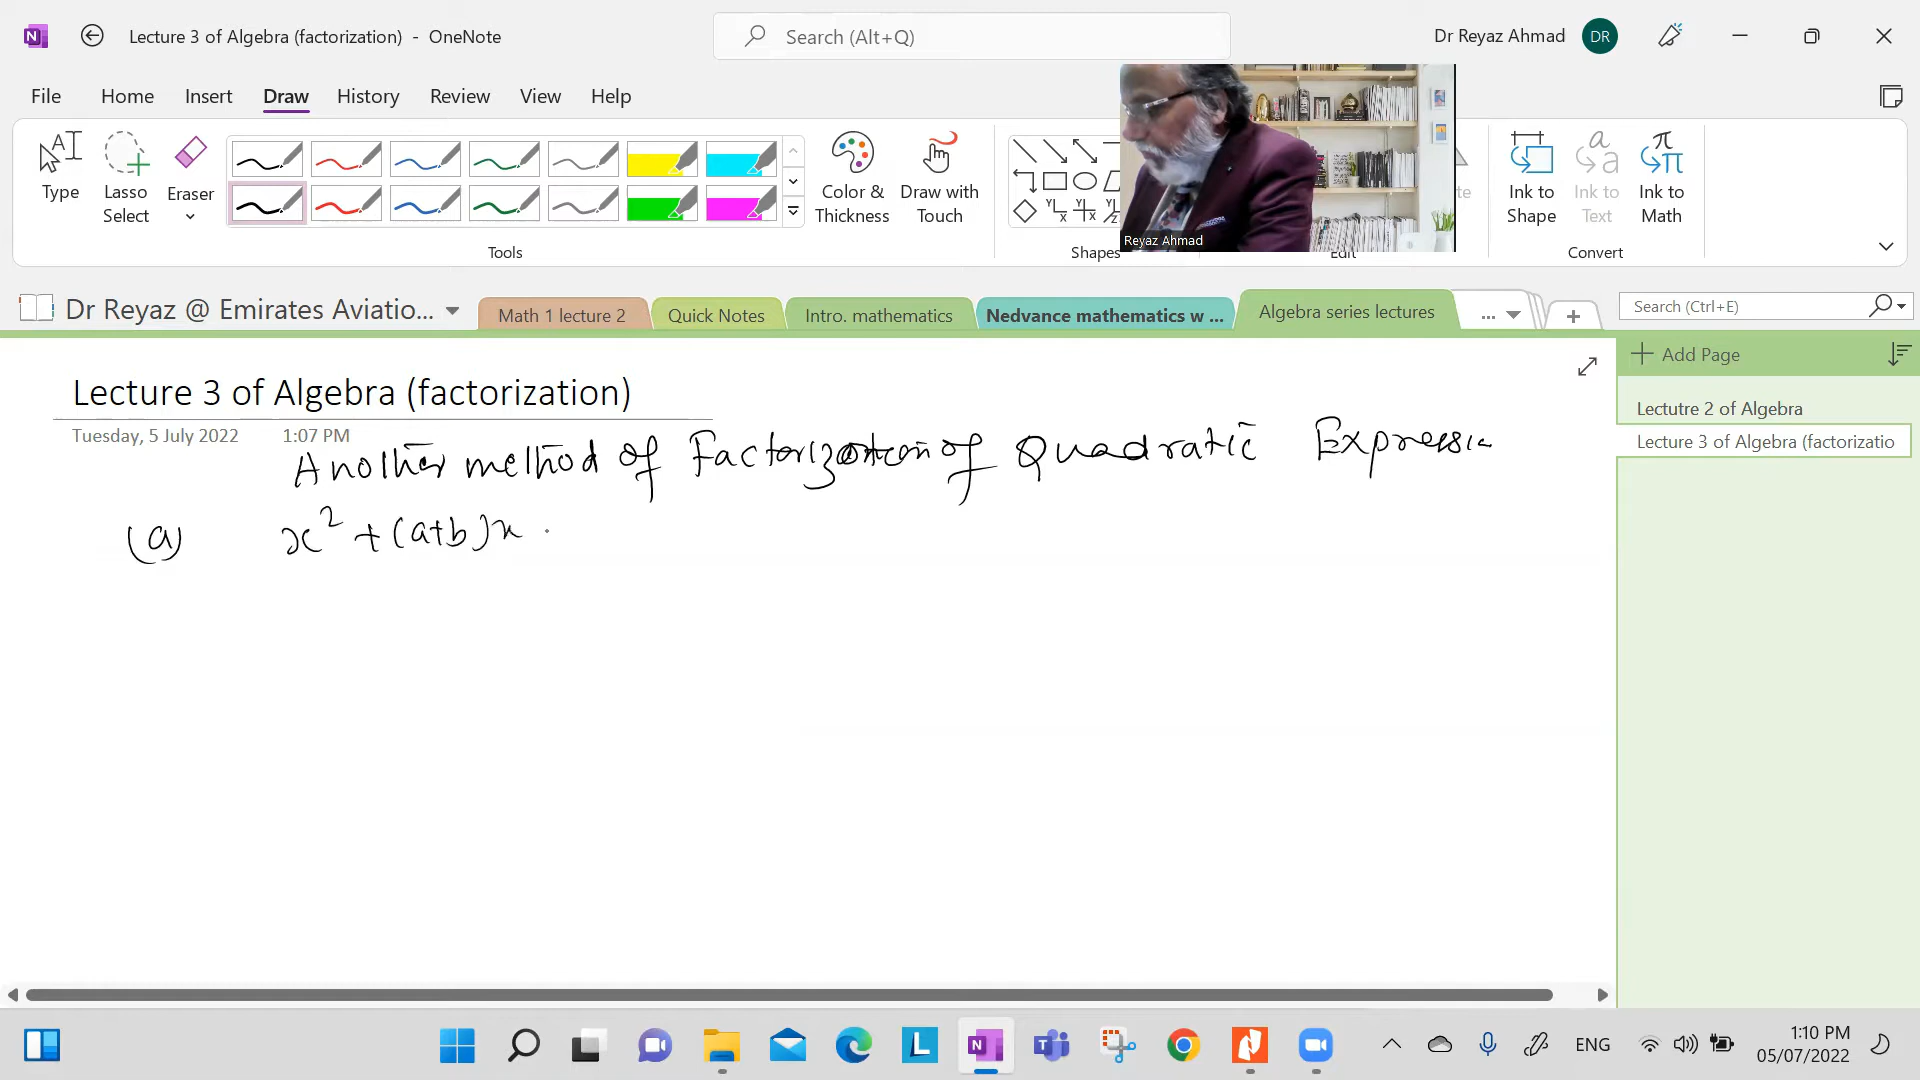 Lecture 3 of Algebra (factorization) - OneNote
Search (Alt+Q)
Dr Reyaz Ahmad
DR
File Home Insert Draw History Review View Help
Type
Lasso Select
Eraser
Color & Thickness
Draw with Touch
Ink to Shape
Ink to Text
Ink to Math
Reyaz Ahmad
Tools
Shapes
Edit
Convert
Dr Reyaz @ Emirates Aviatio...
Math 1 lecture 2
Quick Notes
Intro. mathematics
Nedvance mathematics w ...
Algebra series lectures
...
Search (Ctrl+E)
Add Page
Lectutre 2 of Algebra
Lecture 3 of Algebra (factorizatio
Lecture 3 of Algebra (factorization)
Tuesday, 5 July 2022 1:07 PM
Another method of Factorization of Quadratic Expressi
(a) x² + (a+b)x
ENG
1:10 PM
05/07/2022